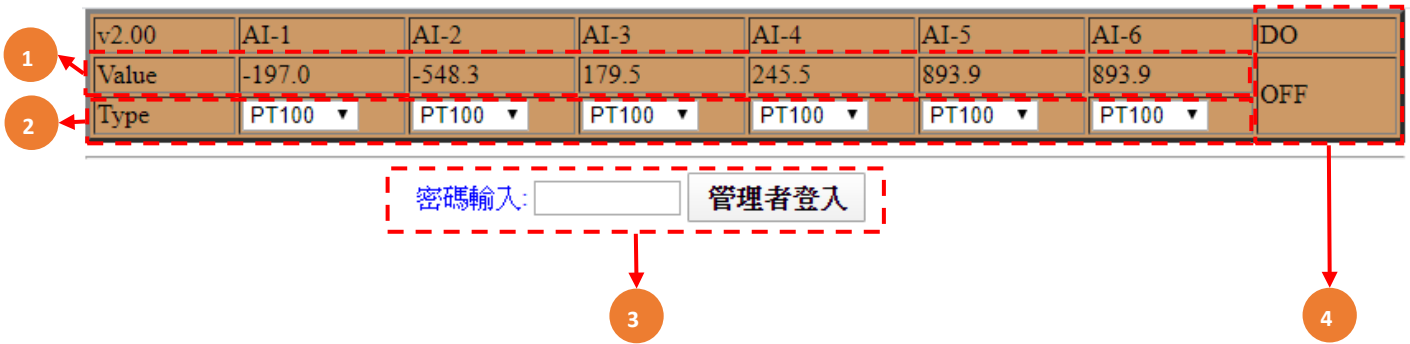 v2.00 AI-1 AI-2 AI-3 AI-4 AI-5 AI-6 DO
1
Value -197.0 -548.3 179.5 245.5 893.9 893.9 OFF
2
Type PT100 PT100 PT100 PT100 PT100 PT100
密碼輸入: 管理者登入
3 4